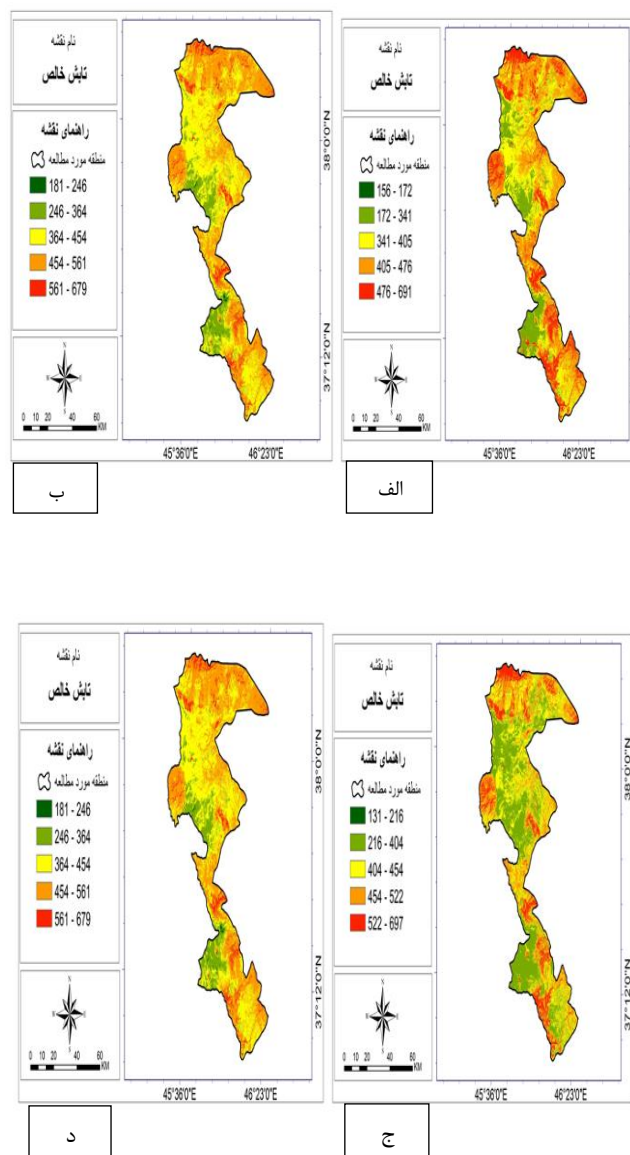 نام نقشه
تابش خالص
راهنمای نقشه
منطقه مورد مطالعه
156 - 172
172 - 341
341 - 405
405 - 476
476 - 691
N
W E
S
0 10 20 40 60
KM
45°36'0"E 46°23'0"E
الف
نام نقشه
تابش خالص
راهنمای نقشه
منطقه مورد مطالعه
181 - 246
246 - 364
364 - 454
454 - 561
561 - 679
N
W E
S
0 10 20 40 60
KM
38°0'0"N
37°12'0"N
45°36'0"E 46°23'0"E
ب
نام نقشه
تابش خالص
راهنمای نقشه
منطقه مورد مطالعه
131 - 216
216 - 404
404 - 454
454 - 522
522 - 697
N
W E
S
0 10 20 40 60
KM
45°36'0"E 46°23'0"E
ج
نام نقشه
تابش خالص
راهنمای نقشه
منطقه مورد مطالعه
181 - 246
246 - 364
364 - 454
454 - 561
561 - 679
N
W E
S
0 10 20 40 60
KM
38°0'0"N
37°12'0"N
45°36'0"E 46°23'0"E
د